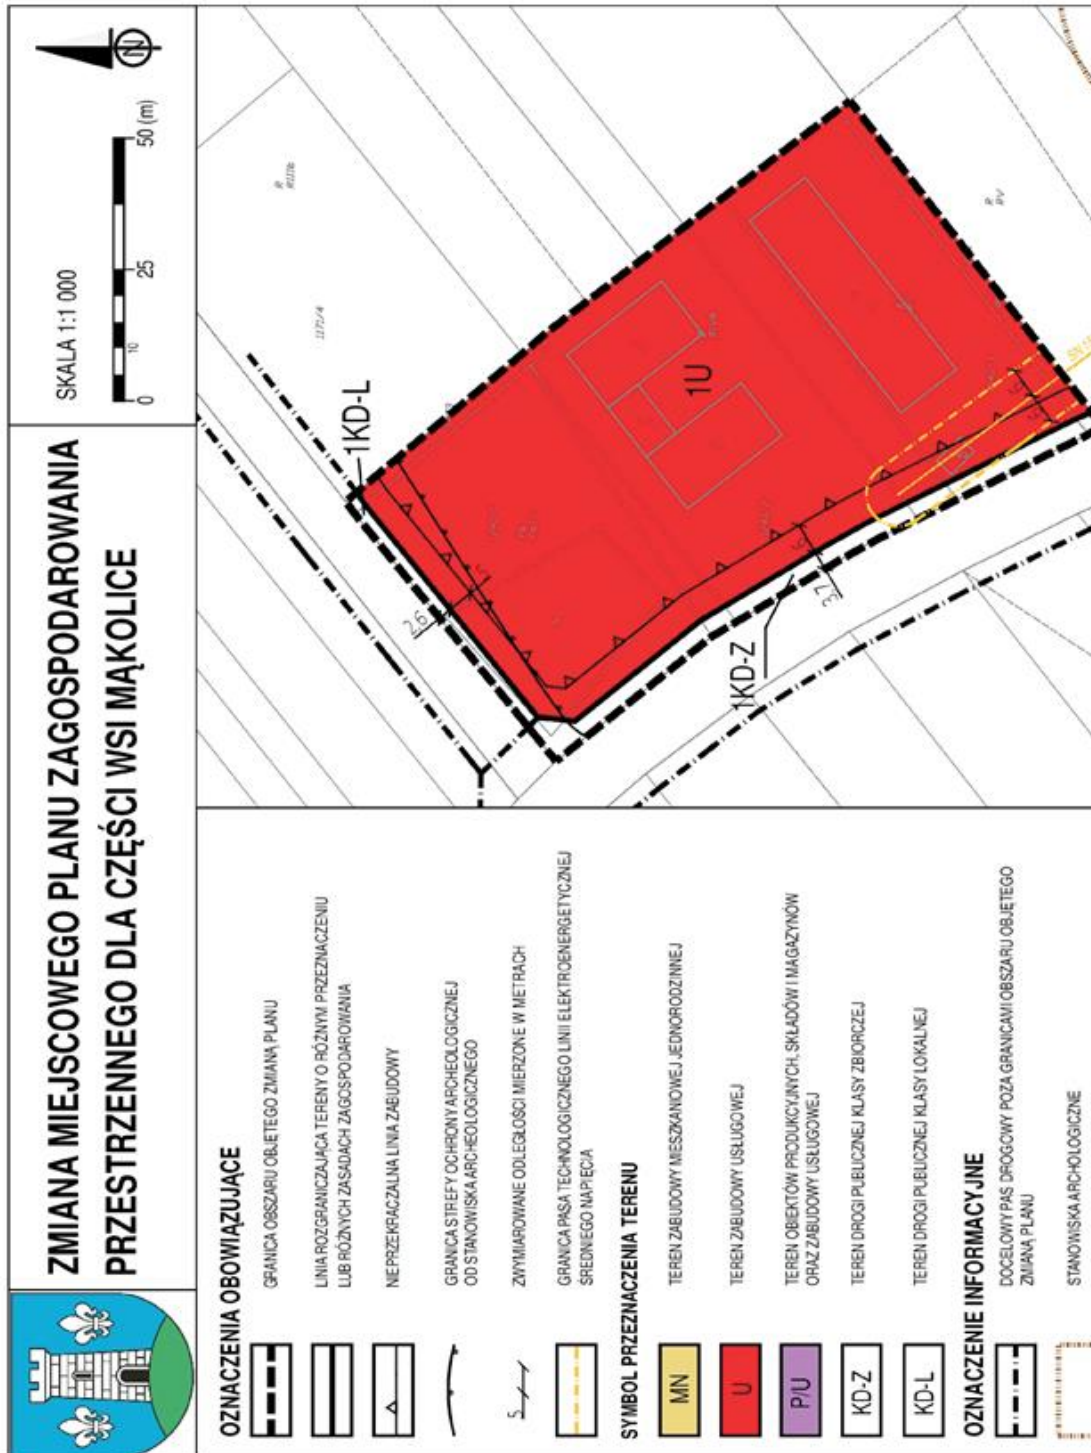 ZMIANA MIEJSCOWEGO PLANU ZAGOSPODAROWANIA
PRZESTRZENNEGO DLA CZĘŚCI WSI MĄKOLICE
SKALA 1:1 000
0
10
25
50 (m)
N
OZNACZENIA OBOWIĄZUJĄCE
GRANICA OBSZARU OBJĘTEGO ZMIANĄ PLANU
LINIA ROZGRANICZAJĄCA TERENY O RÓŻNYM PRZEZNACZENIU
LUB RÓŻNYCH ZASADACH ZAGOSPODAROWANIA
NIEPRZEKRACZALNA LINIA ZABUDOWY
GRANICA STREFY OCHRONY ARCHEOLOGICZNEJ
OD STANOWISKA ARCHEOLOGICZNEGO
5
ZWYMIAROWANE ODLEGŁOŚCI MIERZONE W METRACH
GRANICA PASA TECHNOLOGICZNEGO LINII ELEKTROENERGETYCZNEJ
ŚREDNIEGO NAPIĘCIA
SYMBOL PRZEZNACZENIA TERENU
MN
TEREN ZABUDOWY MIESZKANIOWEJ JEDNORODZINNEJ
U
TEREN ZABUDOWY USŁUGOWEJ
P/U
TEREN OBIEKTÓW PRODUKCYJNYCH, SKŁADÓW I MAGAZYNÓW
ORAZ ZABUDOWY USŁUGOWEJ
KD-Z
TEREN DROGI PUBLICZNEJ KLASY ZBIORCZEJ
KD-L
TEREN DROGI PUBLICZNEJ KLASY LOKALNEJ
OZNACZENIE INFORMACYJNE
DOCELOWY PAS DROGOWY POZA GRANICAMI OBSZARU OBJĘTEGO
ZMIANĄ PLANU
STANOWISKA ARCHOLOGICZNE
1KD-L
1U
1KD-Z
2.6
5
3.7
6
1171/4